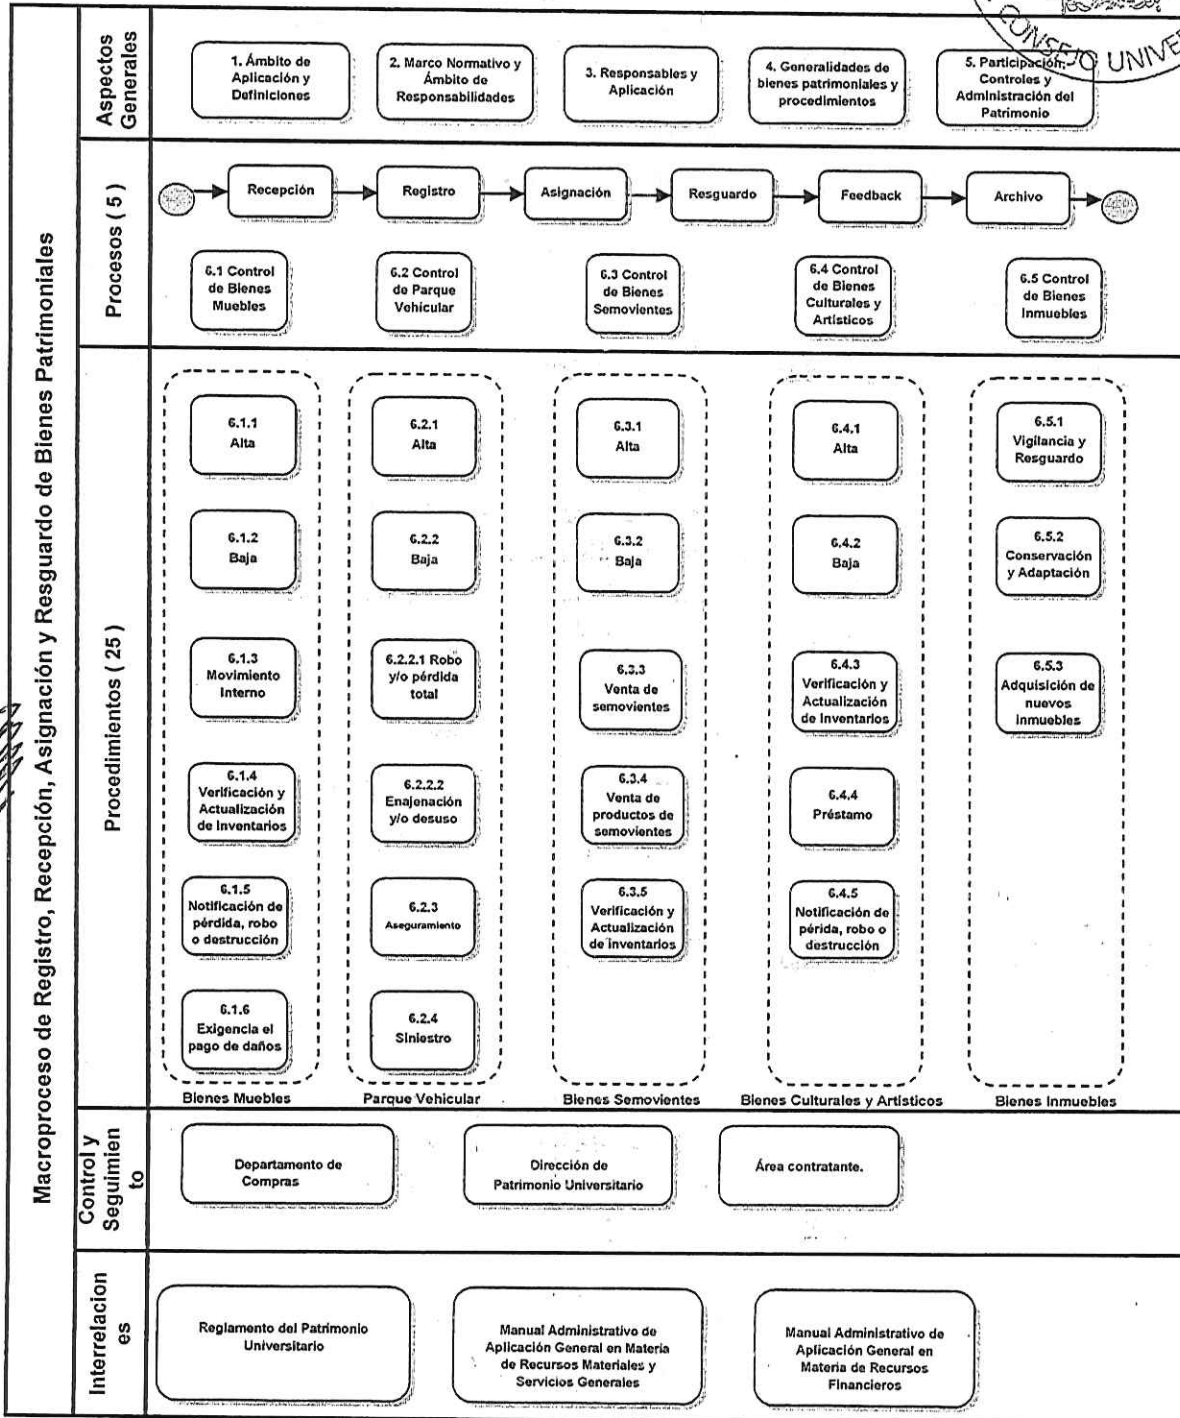 Macroproceso de Registro, Recepción, Asignación y Resguardo de Bienes Patrimoniales
CONSEJO
Aspectos
Generales
1. Ámbito de
Aplicación y
Definiciones
2. Marco Normativo y
Ámbito de
Responsabilidades
3. Responsables y
Aplicación
4. Generalidades de
bienes patrimoniales y
procedimientos
5. Participación,
Controles y
Administración del
Patrimonio
Procesos ( 5 )
Recepción
Registro
Asignación
Resguardo
Feedback
Archivo
6.1 Control
de Bienes
Muebles
6.2 Control
de Parque
Vehicular
6.3 Control
de Bienes
Semovientes
6.4 Control
de Bienes
Culturales y
Artísticos
6.5 Control
de Bienes
Inmuebles
Procedimientos ( 25 )
6.1.1
Alta
6.1.2
Baja
6.1.3
Movimiento
Interno
6.1.4
Verificación y
Actualización
de Inventarios
6.1.5
Notificación de
pérdida, robo
o destrucción
6.1.6
Exigencia el
pago de daños
Bienes Muebles
6.2.1
Alta
6.2.2
Baja
6.2.2.1 Robo
y/o pérdida
total
6.2.2.2
Enajenación
y/o desuso
6.2.3
Aseguramiento
6.2.4
Siniestro
Parque Vehicular
6.3.1
Alta
6.3.2
Baja
6.3.3
Venta de
semovientes
6.3.4
Venta de
productos de
semovientes
6.3.5
Verificación y
Actualización
de inventarios
Bienes Semovientes
6.4.1
Alta
6.4.2
Baja
6.4.3
Verificación y
Actualización
de Inventarios
6.4.4
Préstamo
6.4.5
Notificación de
périda, robo o
destrucción
Bienes Culturales y Artísticos
6.5.1
Vigilancia y
Resguardo
6.5.2
Conservación
y Adaptación
6.5.3
Adquisición de
nuevos
inmuebles
Bienes Inmuebles
Control y
Seguimien
to
Departamento de
Compras
Dirección de
Patrimonio Universitario
Área contratante.
Interrelacion
es
Reglamento del Patrimonio
Universitario
Manual Administrativo de
Aplicación General en Materia
de Recursos Materiales y
Servicios Generales
Manual Administrativo de
Aplicación General en
Materia de Recursos
Financieros